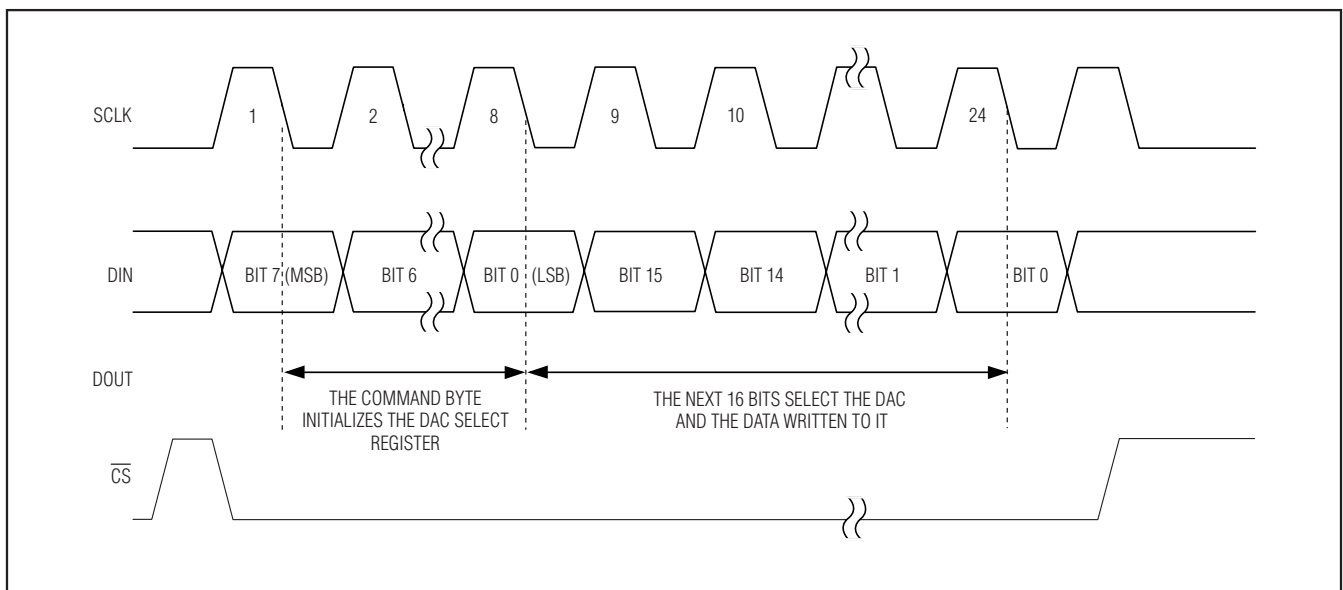 SCLK 1 2 8 9 10 24
DIN BIT 7 (MSB) BIT 6 BIT 0 (LSB) BIT 15 BIT 14 BIT 1 BIT 0
DOUT
THE COMMAND BYTE
INITIALIZES THE DAC SELECT
REGISTER
THE NEXT 16 BITS SELECT THE DAC
AND THE DATA WRITTEN TO IT
CS